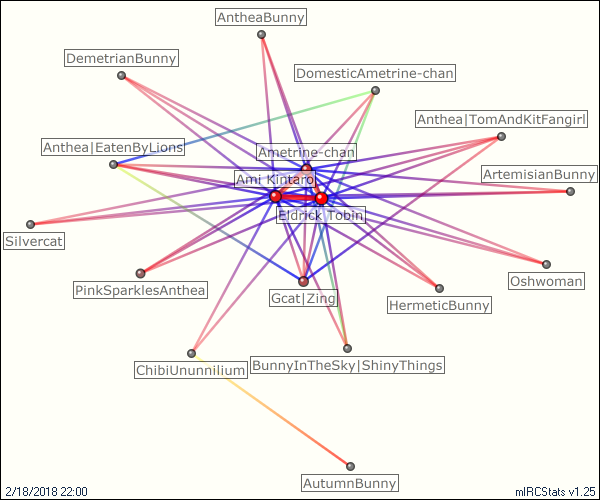 AntheaBunny
DemetrianBunny
DomesticAmetrine-chan
Anthea|TomAndKitFangirl
Anthea|EatenByLions
Ametrine-chan
ArtemisianBunny
Ami Kintaro
Eldrick Tobin
Silvercat
Oshwoman
PinkSparklesAnthea
Gcat|Zing
HermeticBunny
BunnyInTheSky|ShinyThings
ChibiUnunnilium
AutumnBunny
2/18/2018 22:00
mIRCStats v1.25